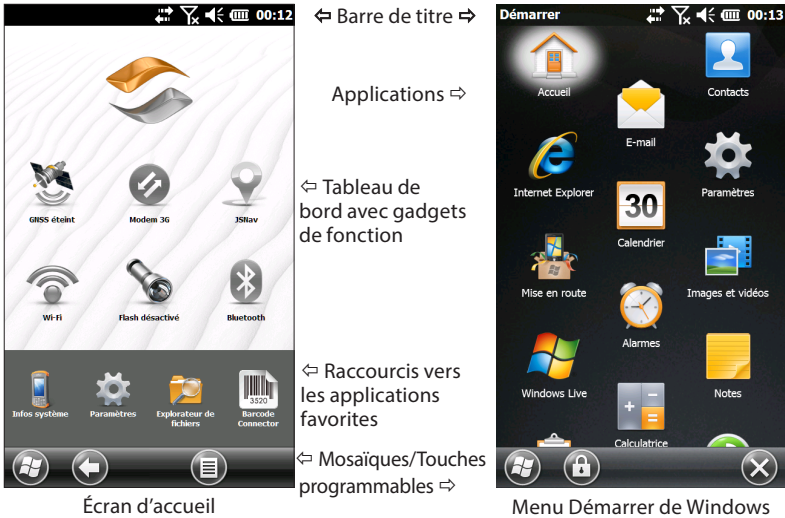 00:12
GNSS éteint
Modem 3G
JSNav
Wi-Fi
Flash désactivé
Bluetooth
Infos système
Paramètres
Explorateur de
fichiers
3520
Barcode
Connector
Écran d’accueil
⇦ Barre de titre ⇨
Applications ⇨
⇦ Tableau de
bord avec gadgets
de fonction
⇦ Raccourcis vers
les applications
favorites
⇦ Mosaïques/Touches
programmables ⇨
Démarrer
00:13
Accueil
Contacts
E-mail
Internet Explorer
Paramètres
30
Calendrier
Mise en route
Images et vidéos
Alarmes
Windows Live
Notes
Calculatrice
Menu Démarrer de Windows